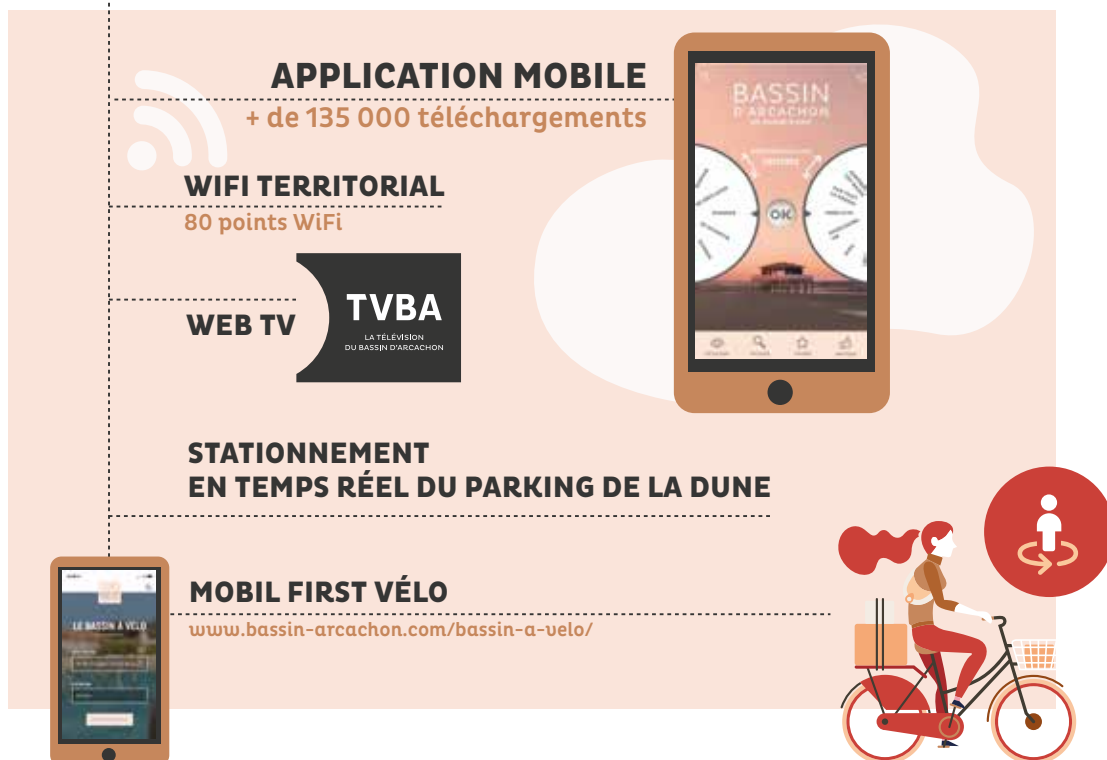 APPLICATION MOBILE
+ de 135 000 téléchargements
BASSIN
D'ARCACHON
OK
WIFI TERRITORIAL
80 points WiFi
WEB TV
TVBA
LA TÉLÉVISION
DU BASSIN D'ARCACHON
STATIONNEMENT
EN TEMPS RÉEL DU PARKING DE LA DUNE
MOBIL FIRST VÉLO
www.bassin-arcachon.com/bassin-a-velo/
LE BASSIN À VÉLO